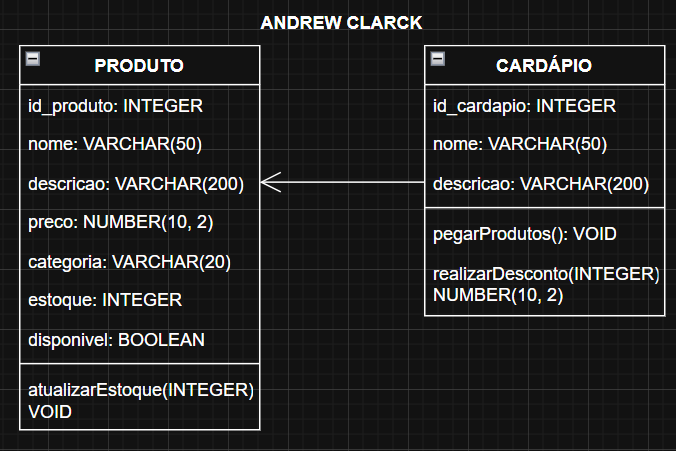 ANDREW CLARCK
PRODUTO
id_produto: INTEGER
nome: VARCHAR(50)
descricao: VARCHAR(200)
preco: NUMBER(10, 2)
categoria: VARCHAR(20)
estoque: INTEGER
disponivel: BOOLEAN
atualizarEstoque(INTEGER)
VOID
CARDÁPIO
id_cardapio: INTEGER
nome: VARCHAR(50)
descricao: VARCHAR(200)
pegarProdutos(): VOID
realizarDesconto(INTEGER)
NUMBER(10, 2)